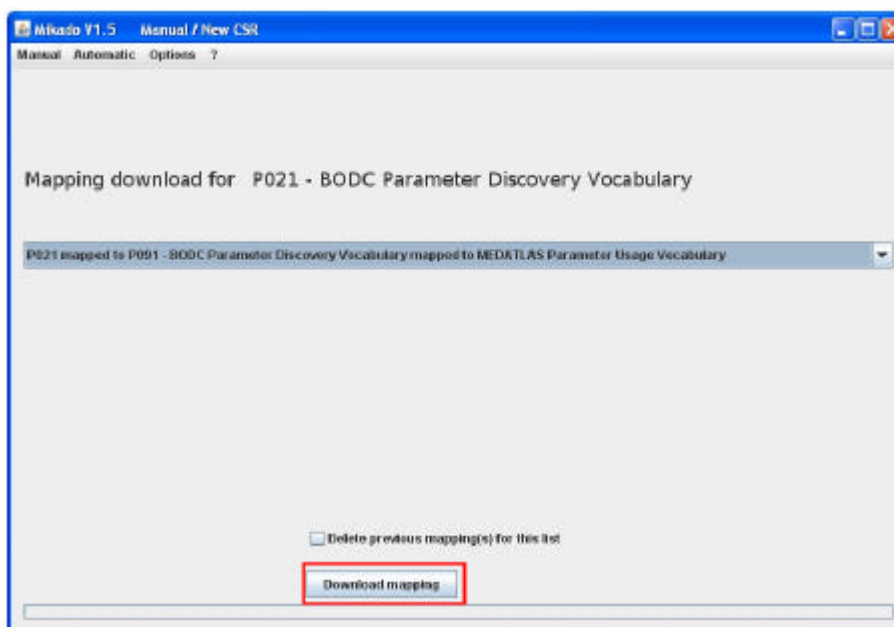 Mikado V1.5 Manual / New CSR
Manual Automatic Options ?
Mapping download for P021 - BODC Parameter Discovery Vocabulary
P021 mapped to P091 - BODC Parameter Discovery Vocabulary mapped to MEDATLAS Parameter Usage Vocabulary
Delete previous mapping(s) for this list
Download mapping